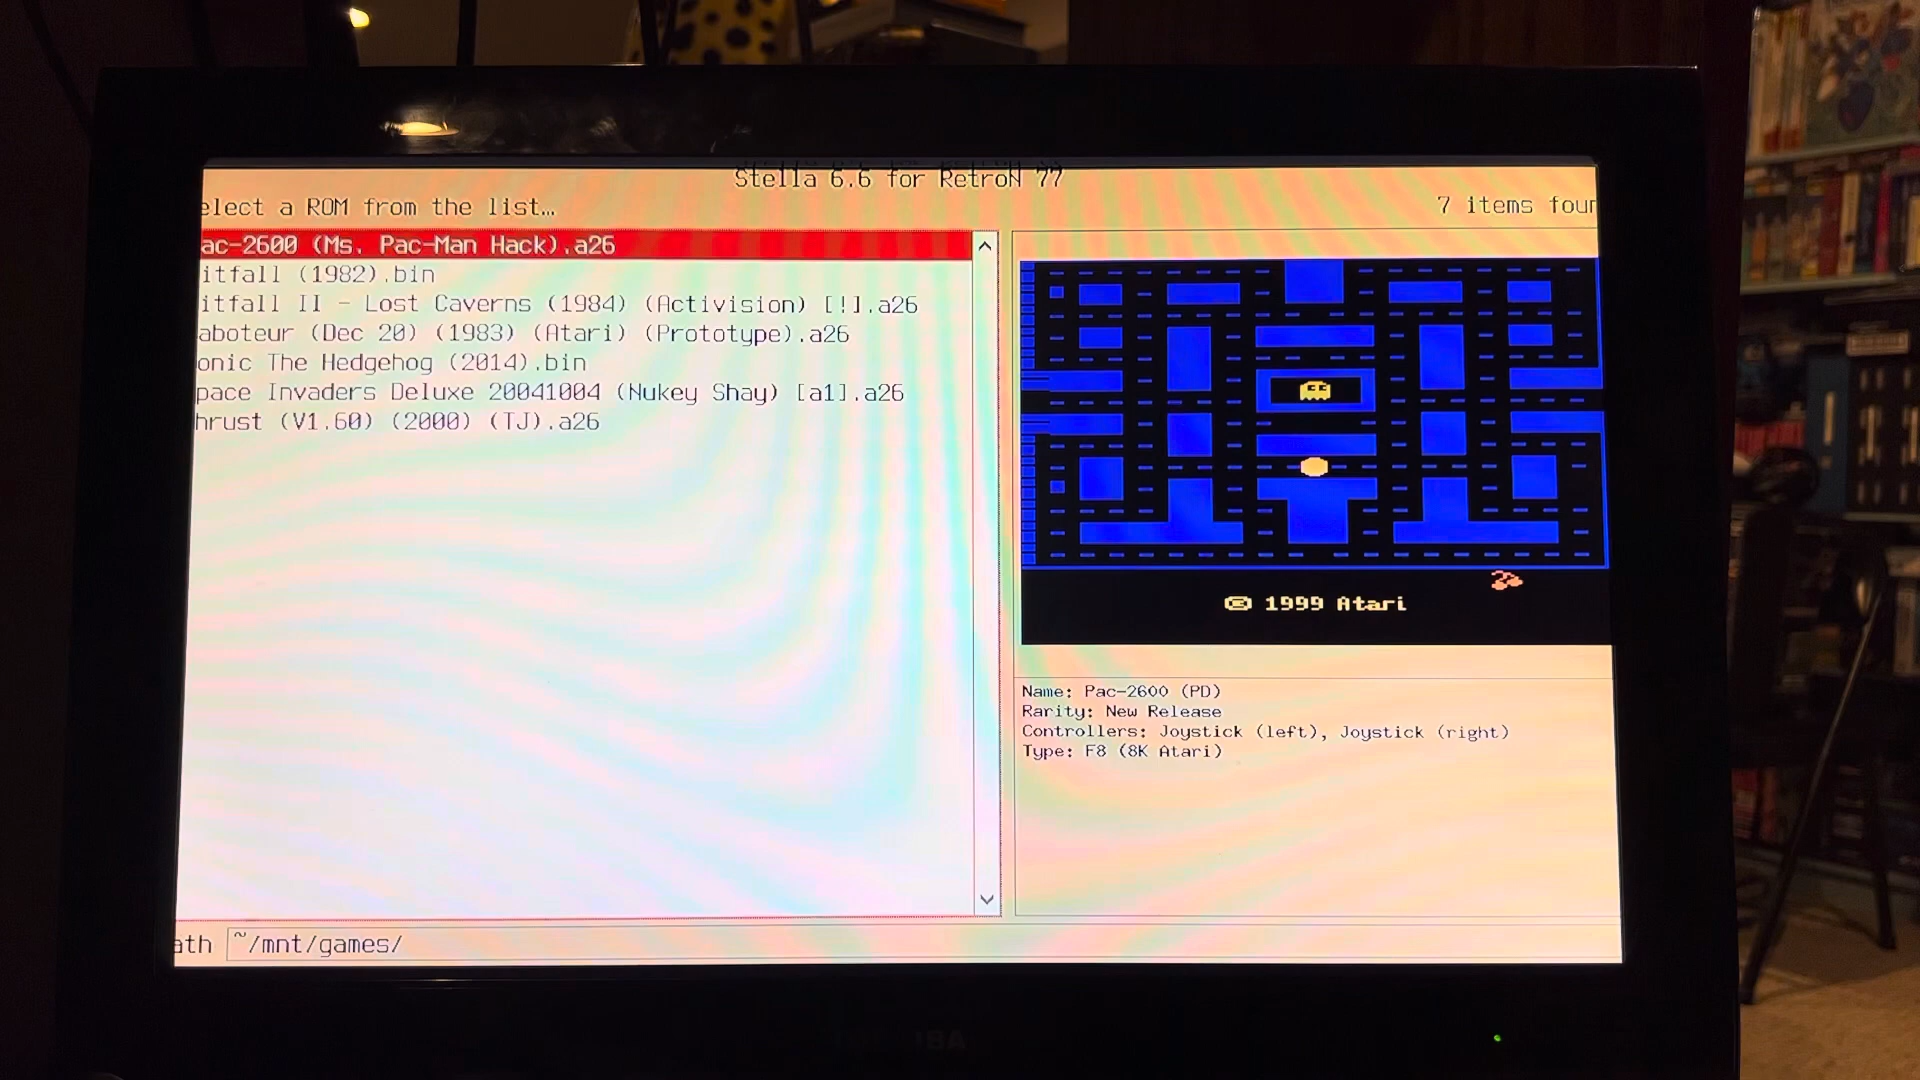 Stella 6.6 for RetroN 77
elect a ROM from the list...
7 items four
ac-2600 (Ms. Pac-Man Hack).a26
itfall (1982).bin
itfall II - Lost Caverns (1984) (Activision) [!].a26
aboteur (Dec 20) (1983) (Atari) (Prototype).a26
onic The Hedgehog (2014).bin
pace Invaders Deluxe 20041004 (Nukey Shay) [a1].a26
hrust (V1.60) (2000) (TJ).a26
© 1999 Atari
Name: Pac-2600 (PD)
Rarity: New Release
Controllers: Joystick (left), Joystick (right)
Type: F8 (8K Atari)
ath ~/mnt/games/